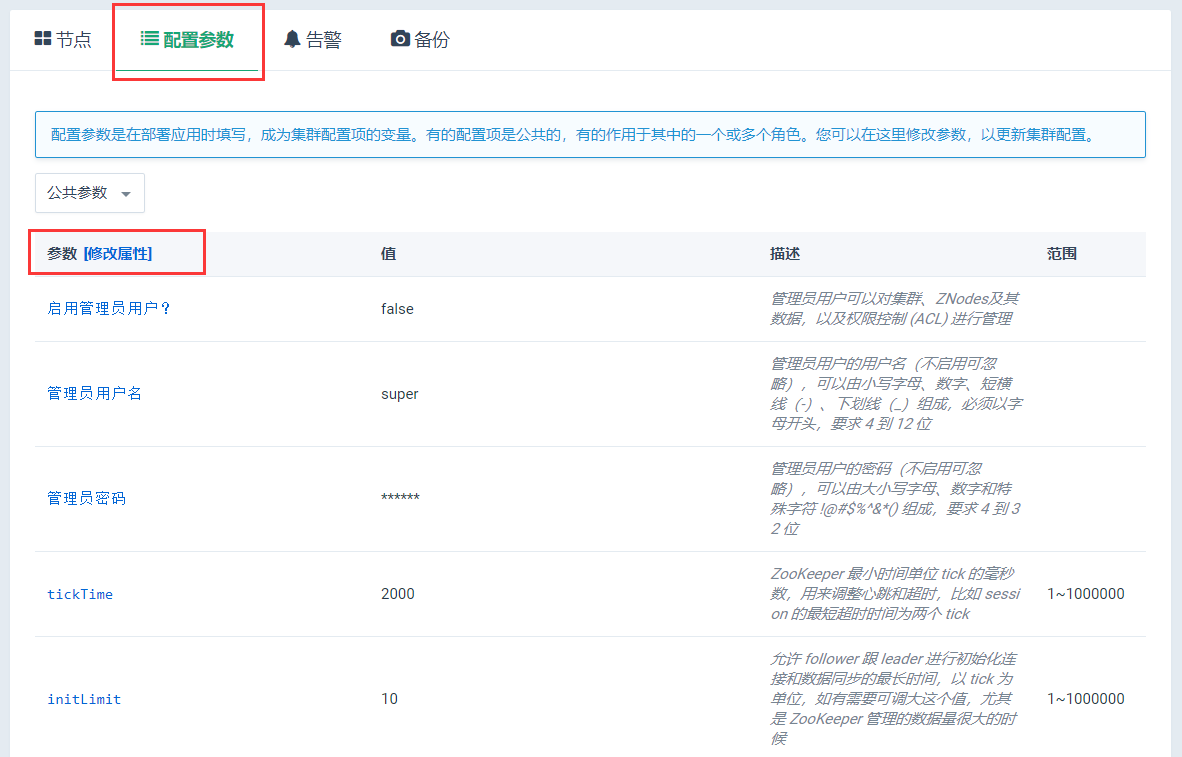 节点 配置参数 告警 备份
配置参数是在部署应用时填写，成为集群配置项的变量。有的配置项是公共的，有的作用于其中的一个或多个角色。您可以在这里修改参数，以更新集群配置。
公共参数
参数 [修改属性] 值 描述 范围
启用管理员用户？ false
管理员用户可以对集群、ZNodes及其
数据，以及权限控制 (ACL) 进行管理
管理员用户名 super
管理员用户的用户名（不启用可忽
略），可以由小写字母、数字、短横
线（-）、下划线（_）组成，必须以字
母开头，要求 4 到 12 位
管理员密码 ******
管理员用户的密码（不启用可忽
略），可以由大小写字母、数字和特
殊字符 !@#$%^&*() 组成，要求 4 到 3
2 位
tickTime 2000
ZooKeeper 最小时间单位 tick 的毫秒
数，用来调整心跳和超时，比如 sessi
on 的最短超时时间为两个 tick
1~1000000
initLimit 10
允许 follower 跟 leader 进行初始化连
接和数据同步的最长时间，以 tick 为
单位，如有需要可调大这个值，尤其
是 ZooKeeper 管理的数据量很大的时
候
1~1000000